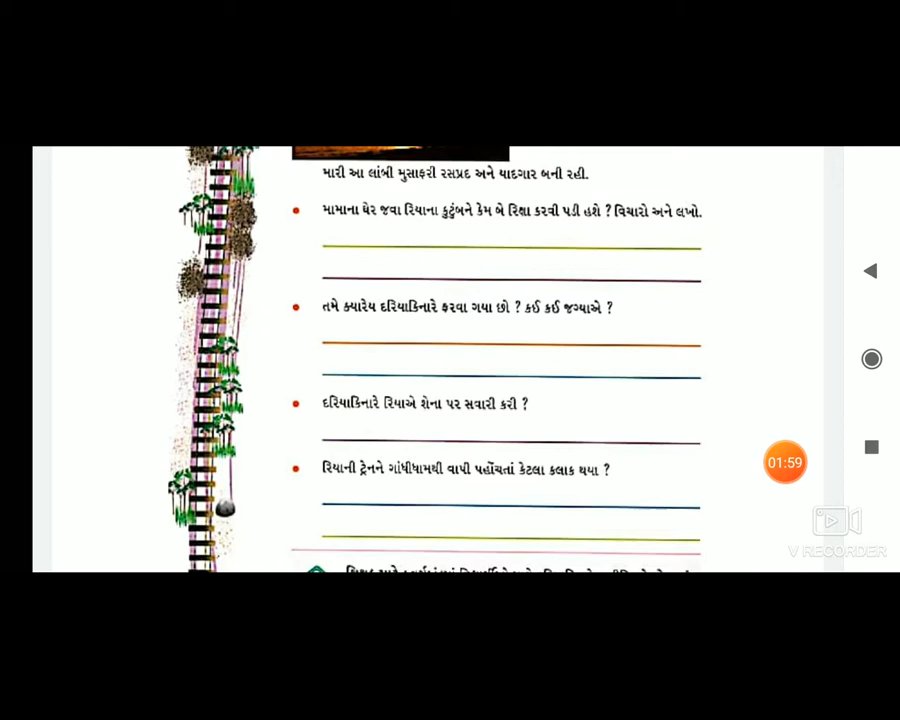 મારી આ લાંબી મુસાફરી રસપ્રદ અને યાદગાર બની રહી.
• મામાના ઘેર જવા રિયાના કુટુંબને કેમ બે રિક્ષા કરવી પડી હશે ? વિચારો અને લખો.
• તમે ક્યારેય દરિયાકિનારે ફરવા ગયા છો ? કઈ કઈ જગ્યાએ ?
• દરિયાકિનારે રિયાએ શેના પર સવારી કરી ?
• રિયાની ટ્રેનને ગાંધીધામથી વાપી પહોંચતાં કેટલા કલાક થયા ?
01:59
V RECORDER